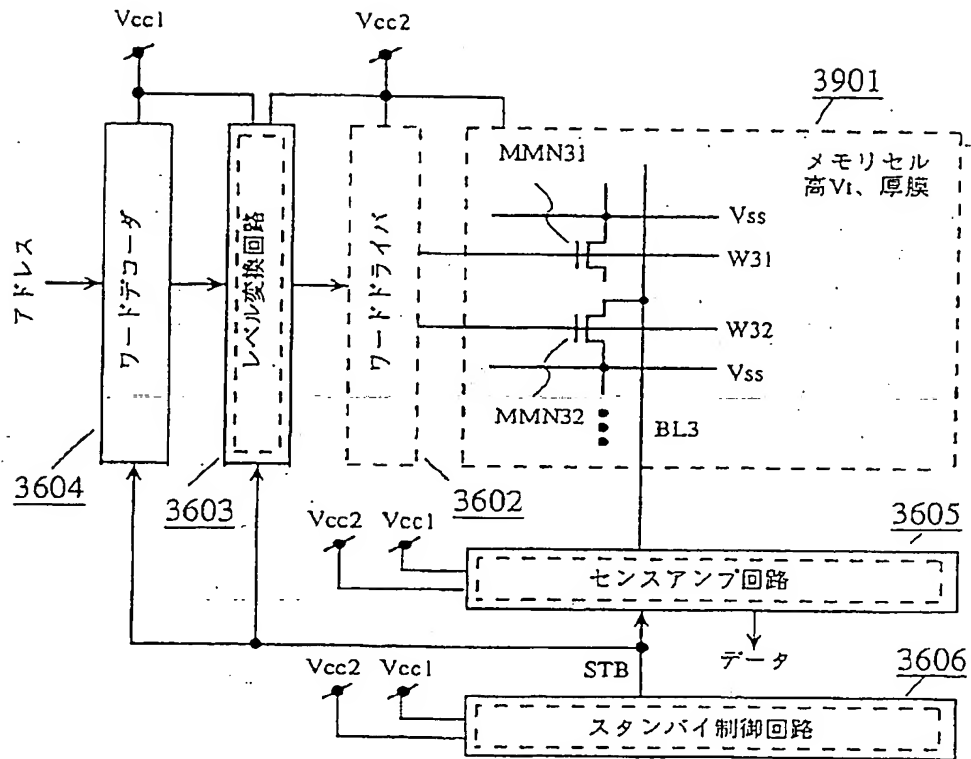 Vcc1
Vcc2
3901
MMN31
メモリセル
高Vt、厚膜
Vss
W31
W32
Vss
MMN32
BL3
アドレス
ワードデコーダ
レベル変換回路
ワードドライバ
3604
3603
3602
Vcc2
Vcc1
3605
センスアンプ回路
データ
STB
Vcc2
Vcc1
3606
スタンバイ制御回路